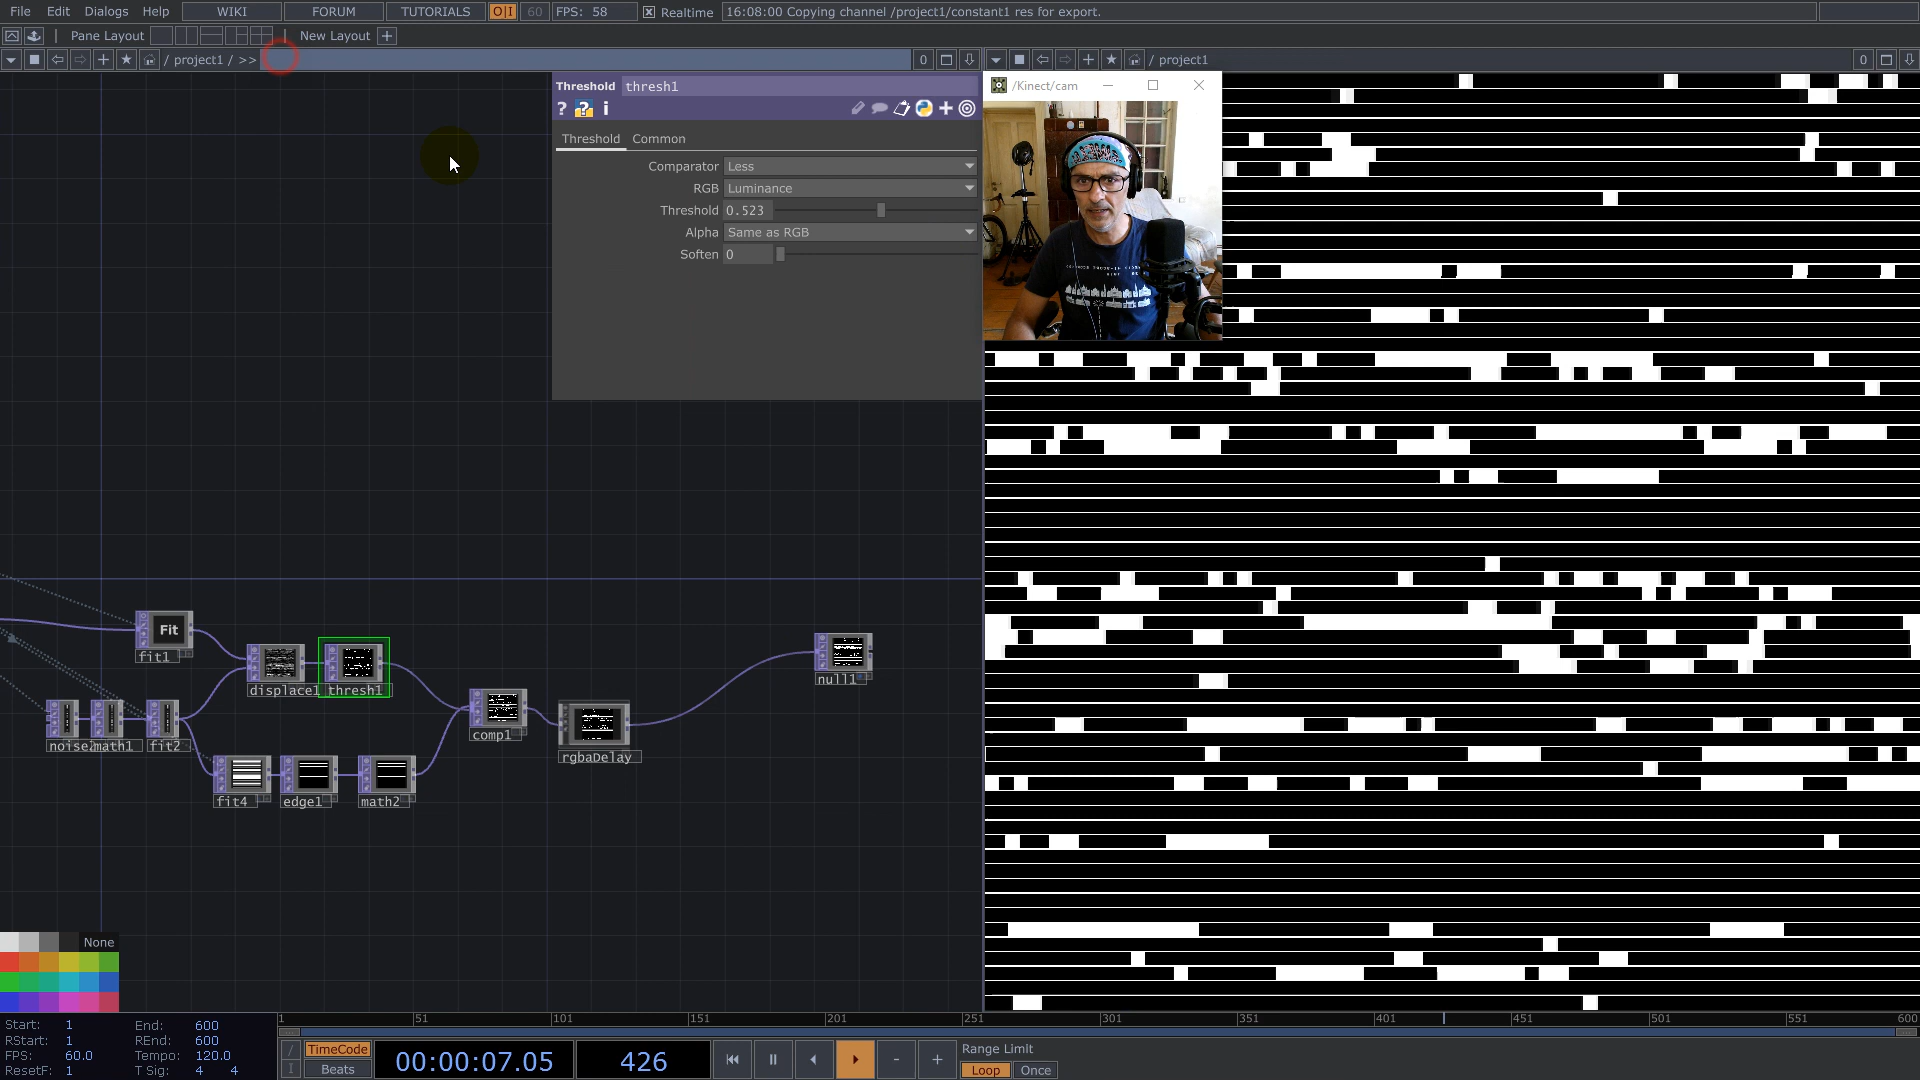 File Edit Dialogs Help WIKI FORUM TUTORIALS O|I 60 FPS: 58 Realtime 16:08:00 Copying channel /project1/constant1 res for export.
Pane Layout New Layout +
/ project1 / >> 0
/ project1 0
Threshold thresh1
? ? i
Threshold Common
Comparator Less
RGB Luminance
Threshold 0.523
Alpha Same as RGB
Soften 0
/Kinect/cam
Fit
fit1
displace1 thresh1
null1
comp1
noise2 math1 fit2
rgbaDelay
fit4 edge1 math2
None
Start: 1 End: 600
RStart: 1 REnd: 600
FPS: 60.0 Tempo: 120.0
ResetF: 1 T Sig: 4 4
1 51 101 151 201 251 301 351 401 451 501 551 600
TimeCode
Beats
00:00:07.05
426
- +
Range Limit
Loop Once